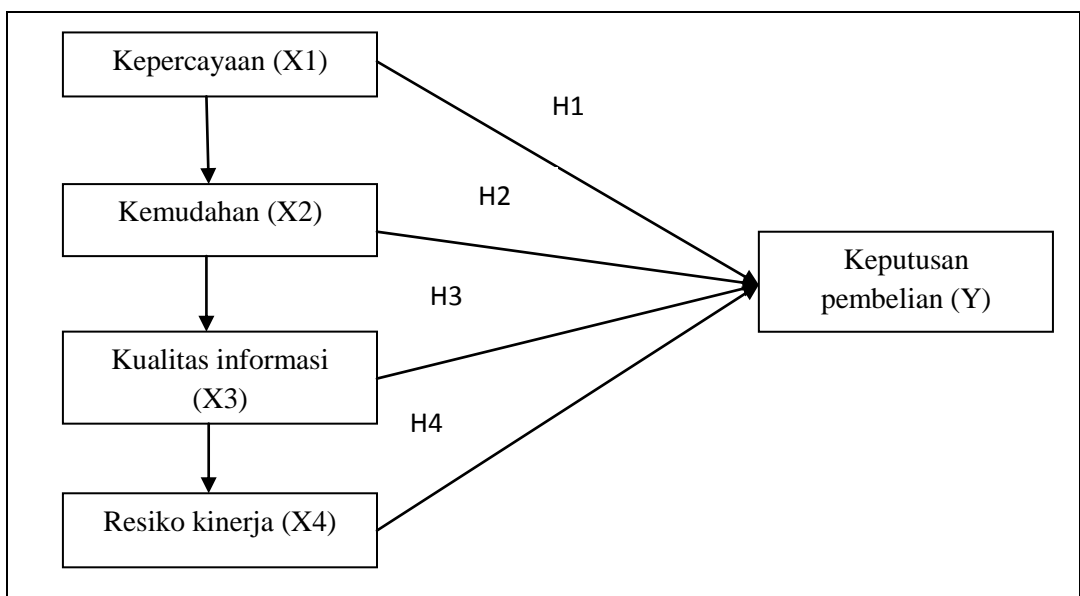 Kepercayaan (X1)
H1
H2
Kemudahan (X2)
Keputusan
pembelian (Y)
H3
Kualitas informasi
(X3)
H4
Resiko kinerja (X4)